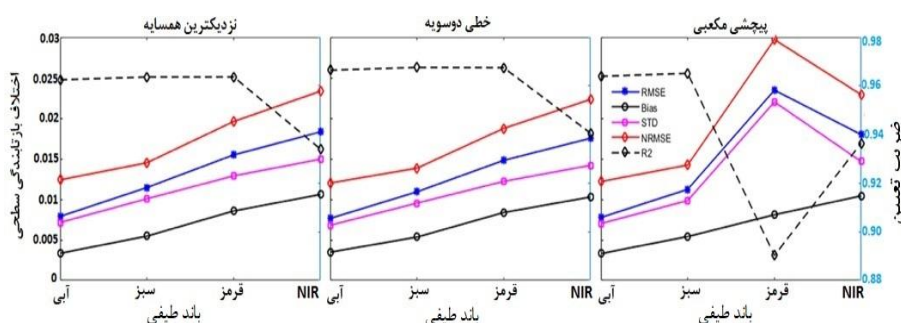 نزدیکترین همسایه
خطی دوسویه
پیچشی مکعبی
اختلاف بازتابندگی سطحی
0.03
0.025
0.02
0.015
0.01
0.005
0
0.98
0.96
0.94
0.92
0.90
0.88
ضریب تعیین
RMSE
Bias
STD
NRMSE
R2
آبی سبز قرمز NIR
آبی سبز قرمز NIR
آبی سبز قرمز NIR
باند طیفی
باند طیفی
باند طیفی